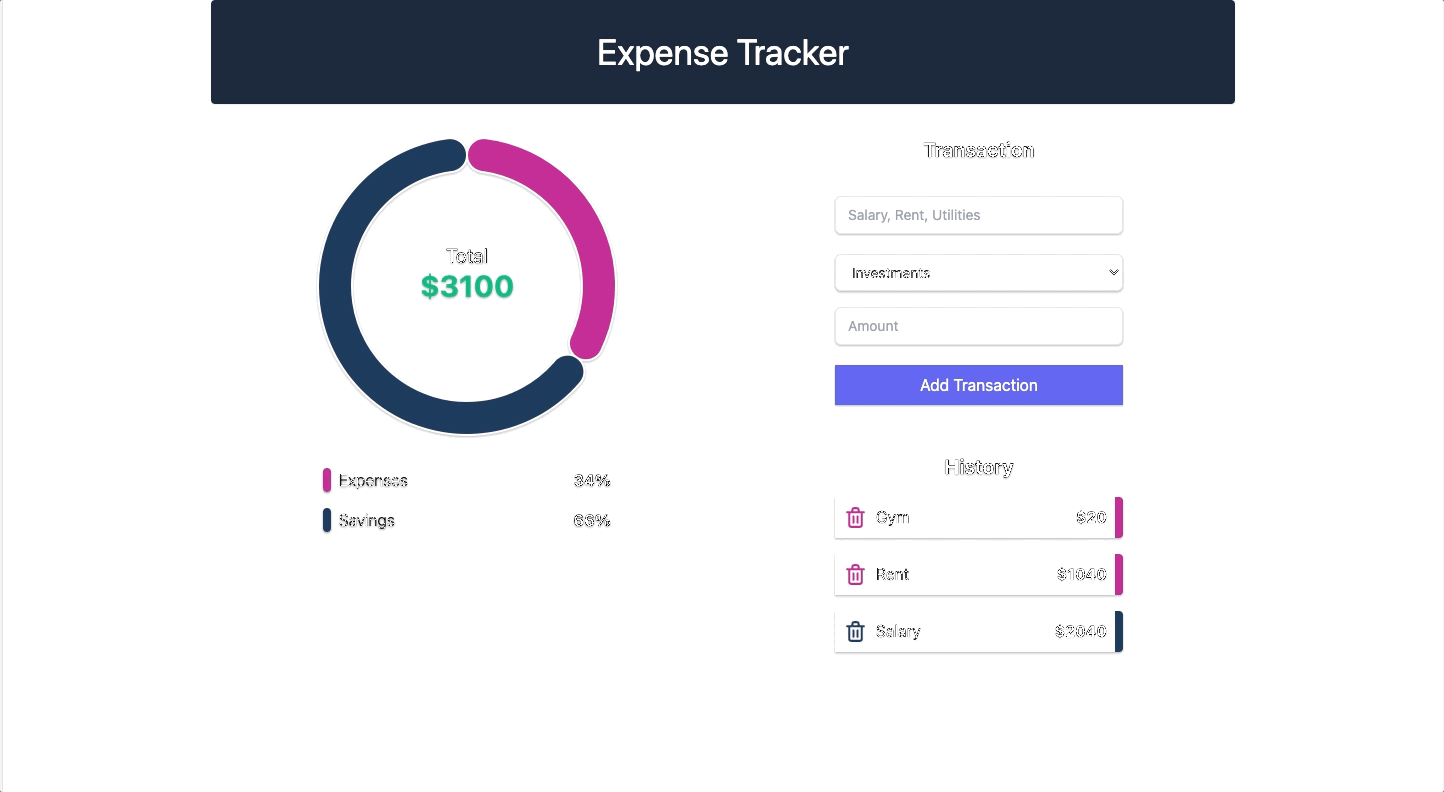 Expense Tracker
Total
$3100
Expenses 34%
Savings 66%
Transaction
Salary, Rent, Utilities
Investments
Amount
Add Transaction
History
Gym $20
Rent $1040
Salary $2040